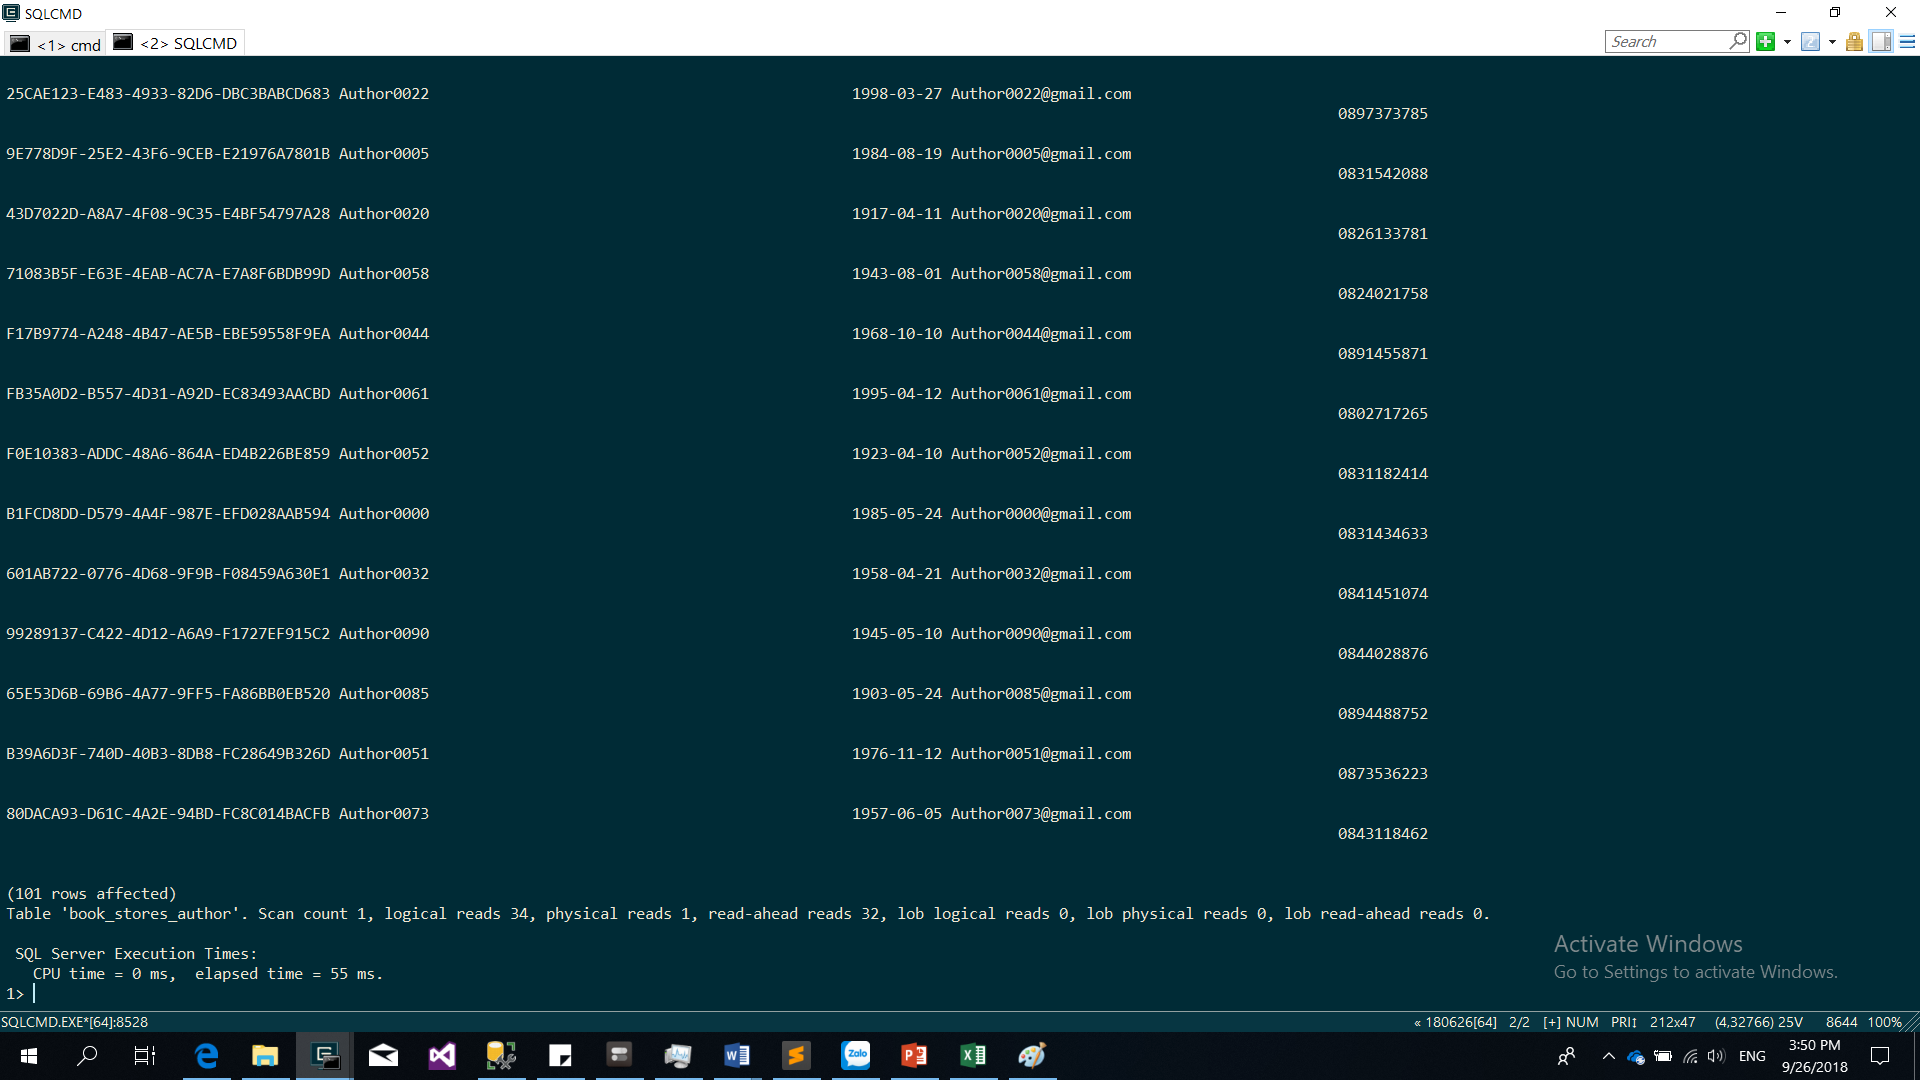 SQLCMD
<1> cmd
<2> SQLCMD
Search
25CAE123-E483-4933-82D6-DBC3BABCD683 Author0022 1998-03-27 Author0022@gmail.com
0897373785
9E778D9F-25E2-43F6-9CEB-E21976A7801B Author0005 1984-08-19 Author0005@gmail.com
0831542088
43D7022D-A8A7-4F08-9C35-E4BF54797A28 Author0020 1917-04-11 Author0020@gmail.com
0826133781
71083B5F-E63E-4EAB-AC7A-E7A8F6BDB99D Author0058 1943-08-01 Author0058@gmail.com
0824021758
F17B9774-A248-4B47-AE5B-EBE59558F9EA Author0044 1968-10-10 Author0044@gmail.com
0891455871
FB35A0D2-B557-4D31-A92D-EC83493AACBD Author0061 1995-04-12 Author0061@gmail.com
0802717265
F0E10383-ADDC-48A6-864A-ED4B226BE859 Author0052 1923-04-10 Author0052@gmail.com
0831182414
B1FCD8DD-D579-4A4F-987E-EFD028AAB594 Author0000 1985-05-24 Author0000@gmail.com
0831434633
601AB722-0776-4D68-9F9B-F08459A630E1 Author0032 1958-04-21 Author0032@gmail.com
0841451074
99289137-C422-4D12-A6A9-F1727EF915C2 Author0090 1945-05-10 Author0090@gmail.com
0844028876
65E53D6B-69B6-4A77-9FF5-FA86BB0EB520 Author0085 1903-05-24 Author0085@gmail.com
0894488752
B39A6D3F-740D-40B3-8DB8-FC28649B326D Author0051 1976-11-12 Author0051@gmail.com
0873536223
80DACA93-D61C-4A2E-94BD-FC8C014BACFB Author0073 1957-06-05 Author0073@gmail.com
0843118462
(101 rows affected)
Table 'book_stores_author'. Scan count 1, logical reads 34, physical reads 1, read-ahead reads 32, lob logical reads 0, lob physical reads 0, lob read-ahead reads 0.
SQL Server Execution Times:
CPU time = 0 ms,  elapsed time = 55 ms.
1>
Activate Windows
Go to Settings to activate Windows.
SQLCMD.EXE*[64]:8528
« 180626[64] 2/2 [+] NUM PRI↕ 212x47 (4,32766) 25V 8644 100%
Zalo
ENG
3:50 PM
9/26/2018